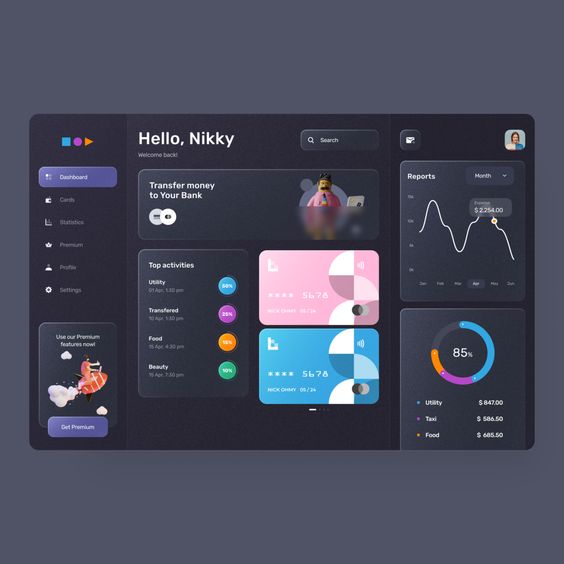 Hello, Nikky
Welcome back!
Search
Dashboard
Cards
Statistics
Premium
Profile
Settings
Use our Premium
features now!
Get Premium
Transfer money
to Your Bank
Top activities
Utility
01 Apr, 1:30 pm
50%
Transfered
10 Apr, 1:30 pm
25%
Food
15 Apr, 4:30 pm
15%
Beauty
19 Apr, 7:30 pm
10%
**** 5678
NICK OHMY 05 / 24
**** 5678
NICK OHMY 05 / 24
Reports
Month
15K
10K
5K
0K
Expense
$ 2,254.00
Jan Feb Mar Apr May Jun
85%
Utility $ 847.00
Taxi $ 586.50
Food $ 685.50